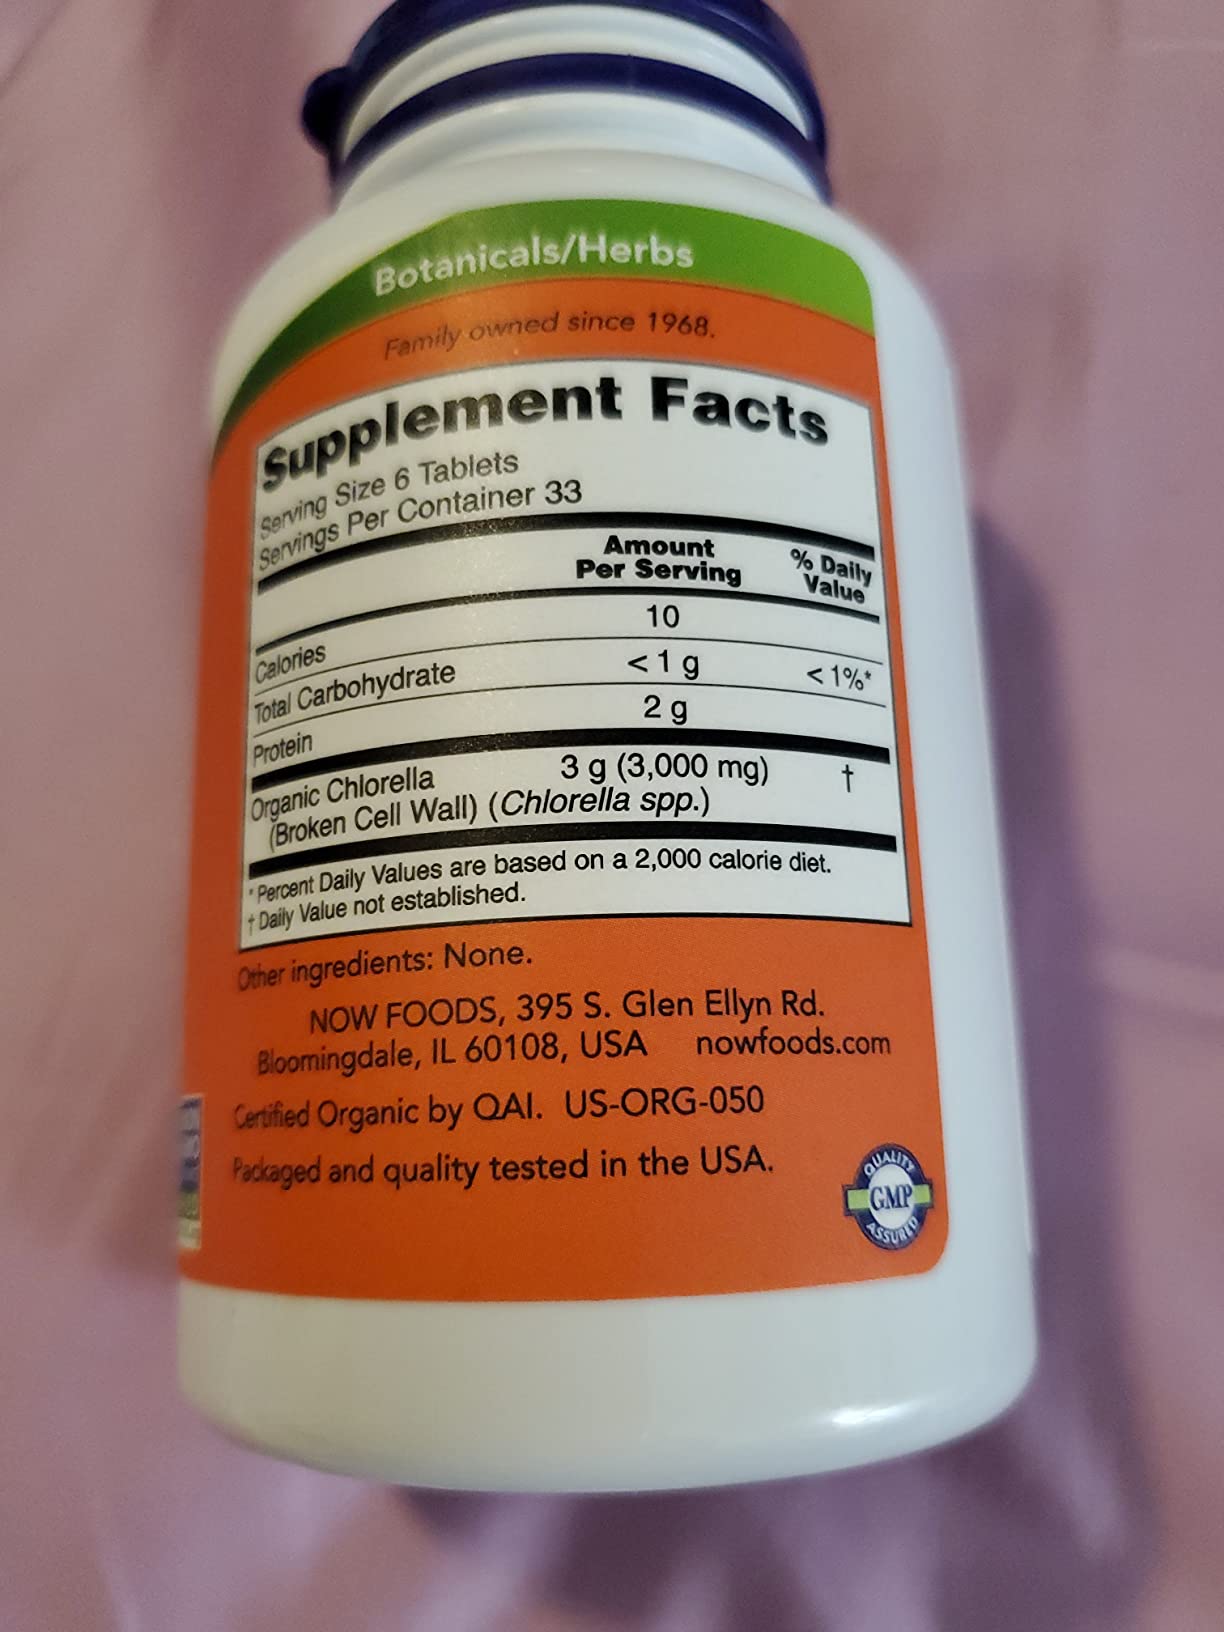 Botanicals/Herbs
Family owned since 1968.
Supplement Facts
Serving Size 6 Tablets
Servings Per Container 33
Amount Per Serving % Daily Value
Calories 10
Total Carbohydrate < 1 g < 1%*
Protein 2 g
Organic Chlorella 3 g (3,000 mg) †
(Broken Cell Wall) (Chlorella spp.)
* Percent Daily Values are based on a 2,000 calorie diet.
† Daily Value not established.
Other ingredients: None.
NOW FOODS, 395 S. Glen Ellyn Rd.
Bloomingdale, IL 60108, USA nowfoods.com
Certified Organic by QAI. US-ORG-050
Packaged and quality tested in the USA.
QUALITY
GMP
ASSURED